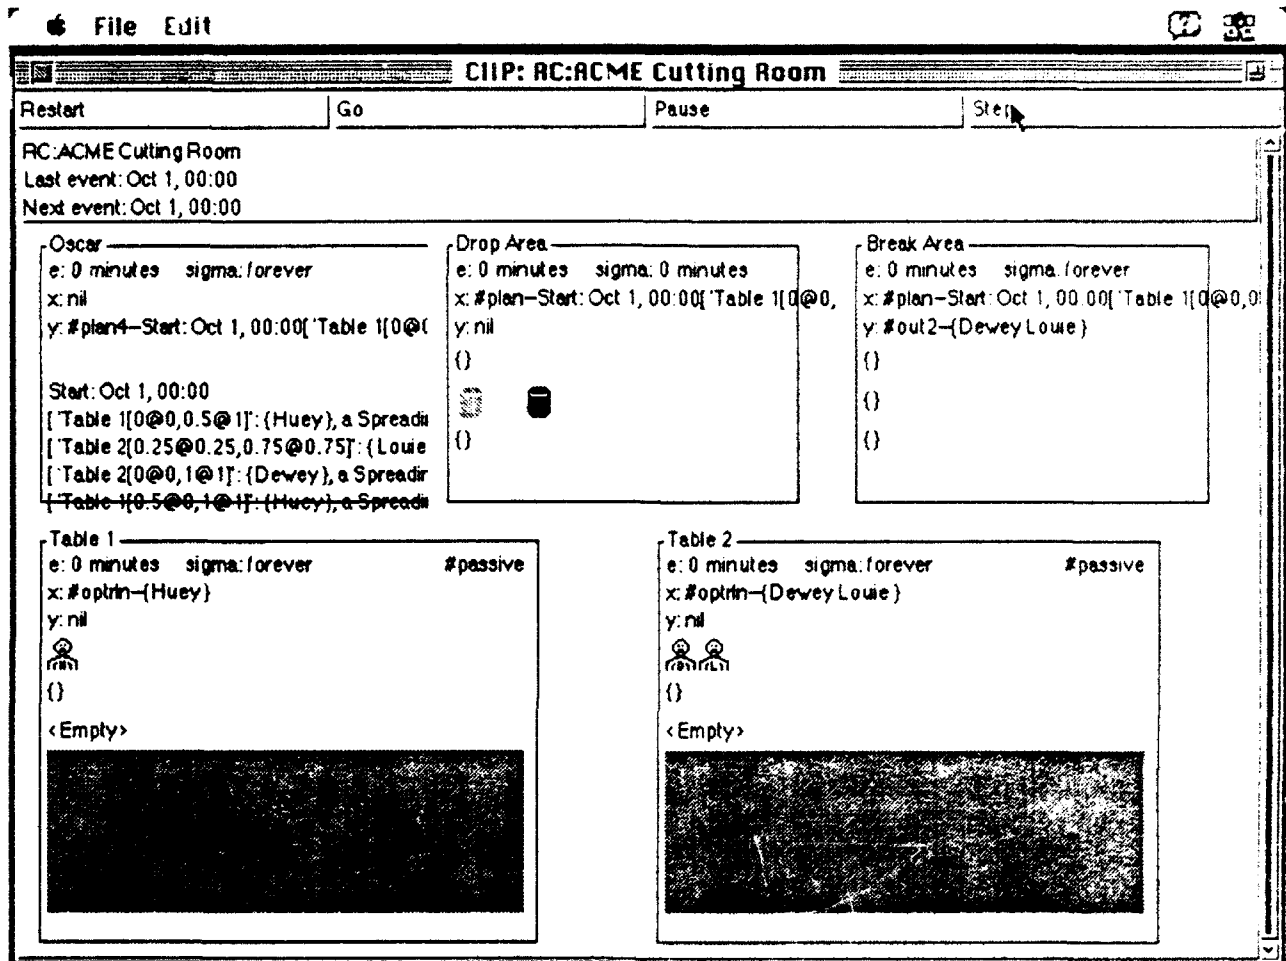 File Edit
CIIP: RC:ACME Cutting Room
Restart Go Pause Step
RC:ACME Cutting Room
Last event: Oct 1, 00:00
Next event: Oct 1, 00:00
Oscar
e: 0 minutes sigma: forever
x: nil
y: #plan4-Start: Oct 1, 00:00[ 'Table 1[0@(
Start: Oct 1, 00:00
[ 'Table 1[0@0,0.5@1]': {Huey}, a Spreadin
[ 'Table 2[0.25@0.25,0.75@0.75]': {Louie
[ 'Table 2[0@0,1@1]': {Dewey}, a Spreadin
[ 'Table 1[0.5@0,1@1]': {Huey}, a Spreadin
Drop Area
e: 0 minutes sigma: 0 minutes
x: #plan-Start: Oct 1, 00:00[ 'Table 1[0@0,
y: nil
{}
{}
Break Area
e: 0 minutes sigma: forever
x: #plan-Start: Oct 1, 00:00[ 'Table 1[0@0,0
y: #out2-{Dewey Louie }
{}
{}
{}
Table 1
e: 0 minutes sigma: forever #passive
x: #optrIn-{Huey}
y: nil
{}
<Empty>
Table 2
e: 0 minutes sigma: forever #passive
x: #optrIn-{Dewey Louie }
y: nil
{}
<Empty>